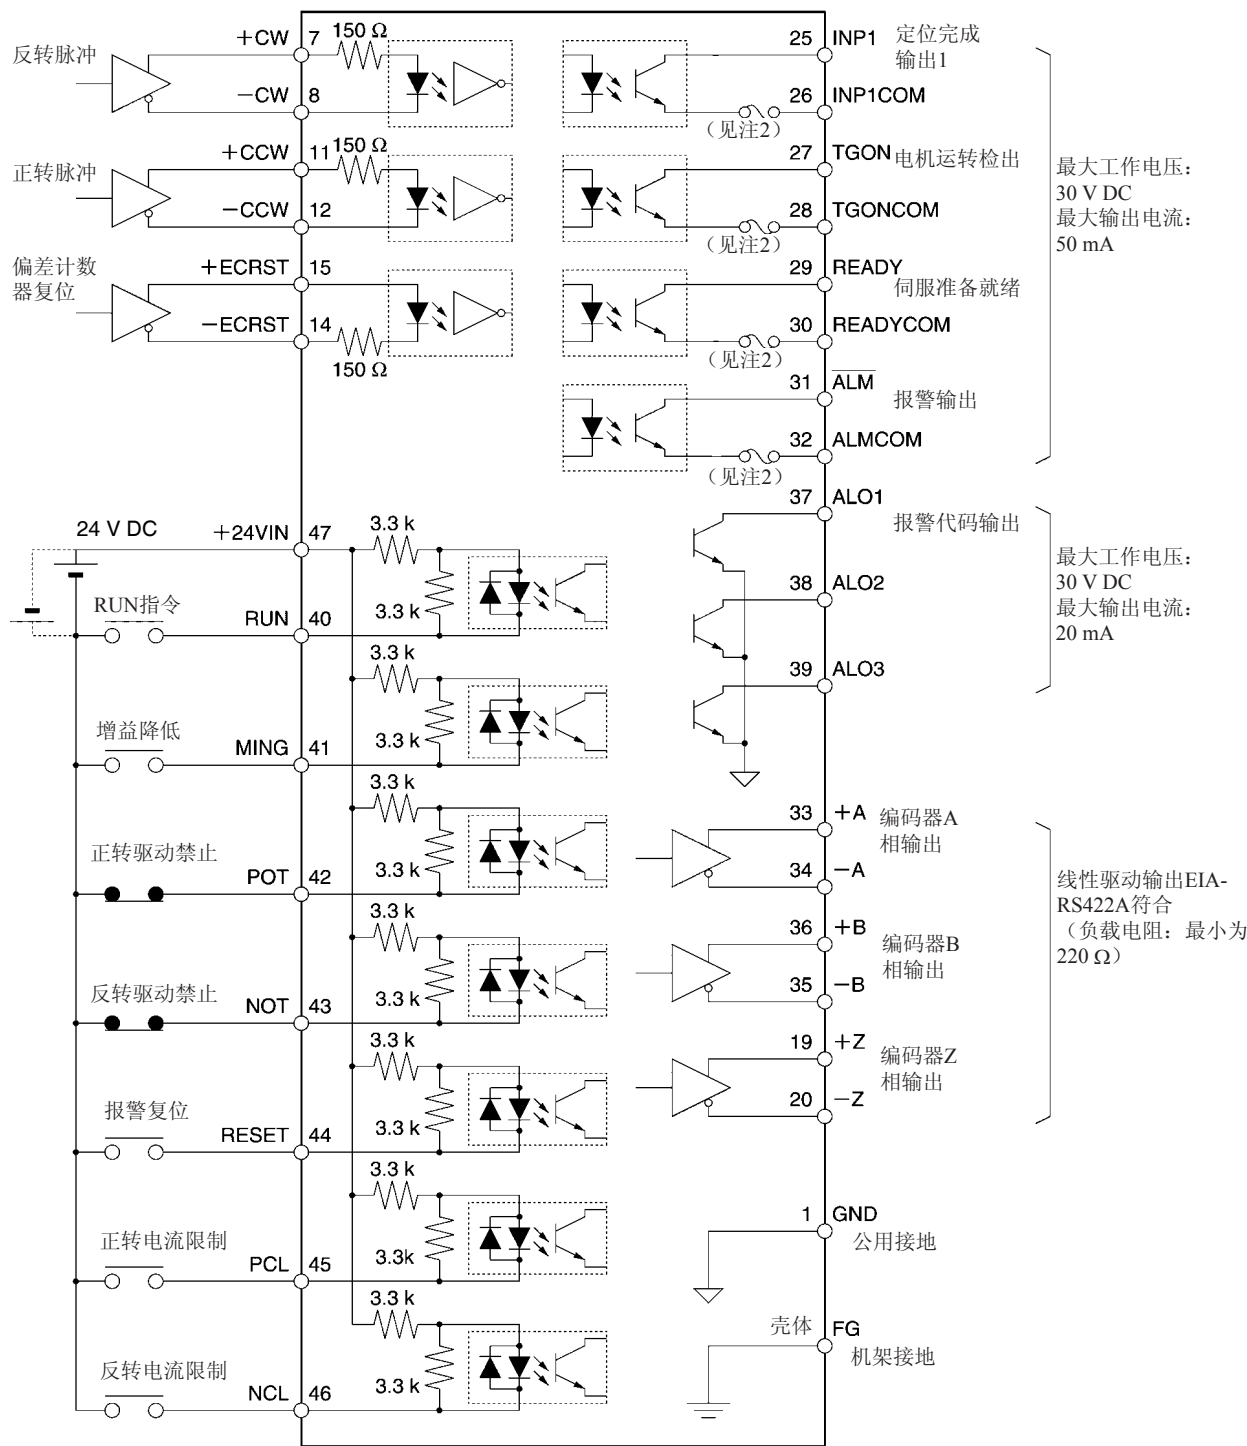 反转脉冲
+CW 7 150 Ω
−CW 8
正转脉冲
+CCW 11 150 Ω
−CCW 12
偏差计数
器复位
+ECRST 15
−ECRST 14
150 Ω
25 INP1 定位完成
输出1
26 INP1COM
（见注2）
27 TGON 电机运转检出
28 TGONCOM
（见注2）
29 READY
伺服准备就绪
30 READYCOM
（见注2）
31 ALM
报警输出
32 ALMCOM
（见注2）
最大工作电压：
30 V DC
最大输出电流：
50 mA
37 ALO1
报警代码输出
38 ALO2
39 ALO3
最大工作电压：
30 V DC
最大输出电流：
20 mA
24 V DC
+24VIN 47 3.3 k
3.3 k
RUN指令
RUN 40
3.3 k
3.3 k
增益降低
MING 41
3.3 k
3.3 k
正转驱动禁止
POT 42
3.3 k
3.3 k
反转驱动禁止
NOT 43
3.3 k
3.3 k
报警复位
RESET 44
3.3 k
3.3k
正转电流限制
PCL 45
3.3 k
3.3 k
反转电流限制
NCL 46
33 +A 编码器A
相输出
34 −A
36 +B
编码器B
相输出
35 −B
19 +Z
编码器Z
相输出
20 −Z
线性驱动输出EIA-
RS422A符合
（负载电阻：最小为
220 Ω）
1 GND
公用接地
壳体 FG
机架接地